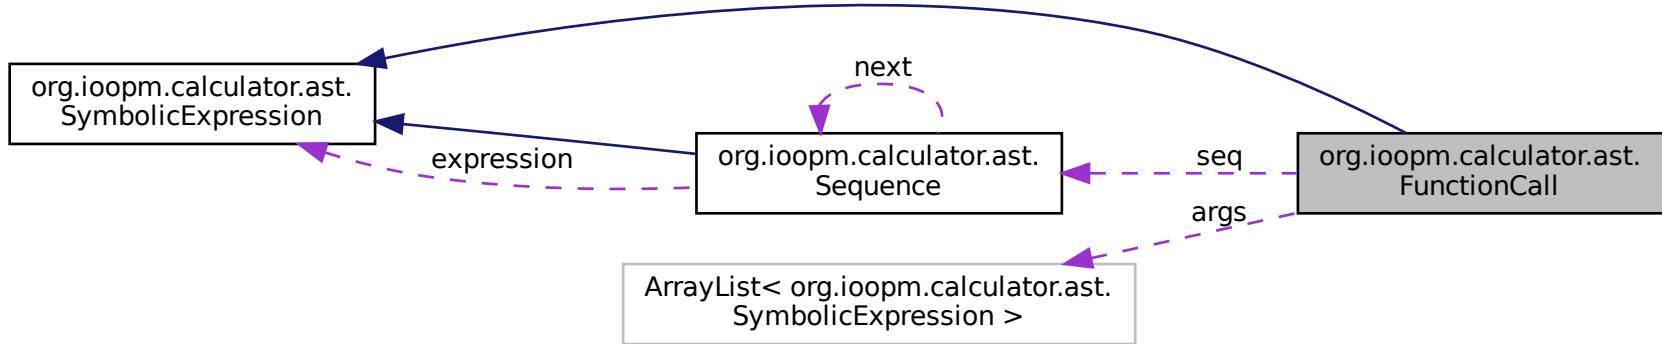 org.ioopm.calculator.ast.
SymbolicExpression
expression
next
org.ioopm.calculator.ast.
Sequence
seq
args
org.ioopm.calculator.ast.
FunctionCall
ArrayList< org.ioopm.calculator.ast.
SymbolicExpression >